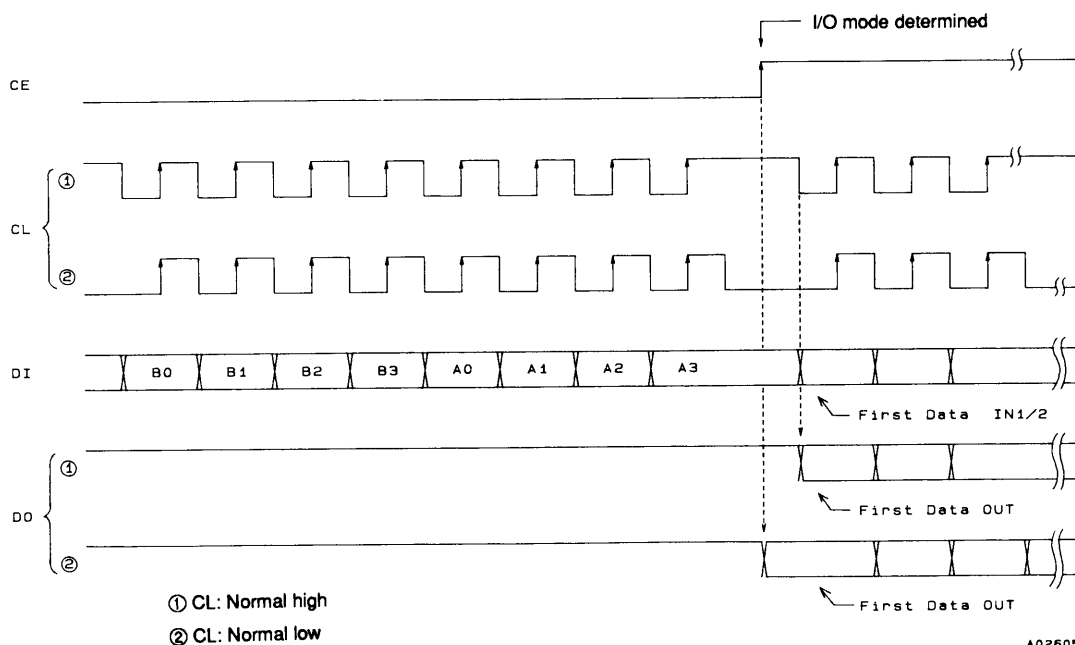 I/O mode determined
CE
①
CL
②
DI B0 B1 B2 B3 A0 A1 A2 A3
First Data IN1/2
①
First Data OUT
DO
②
First Data OUT
① CL: Normal high
② CL: Normal low